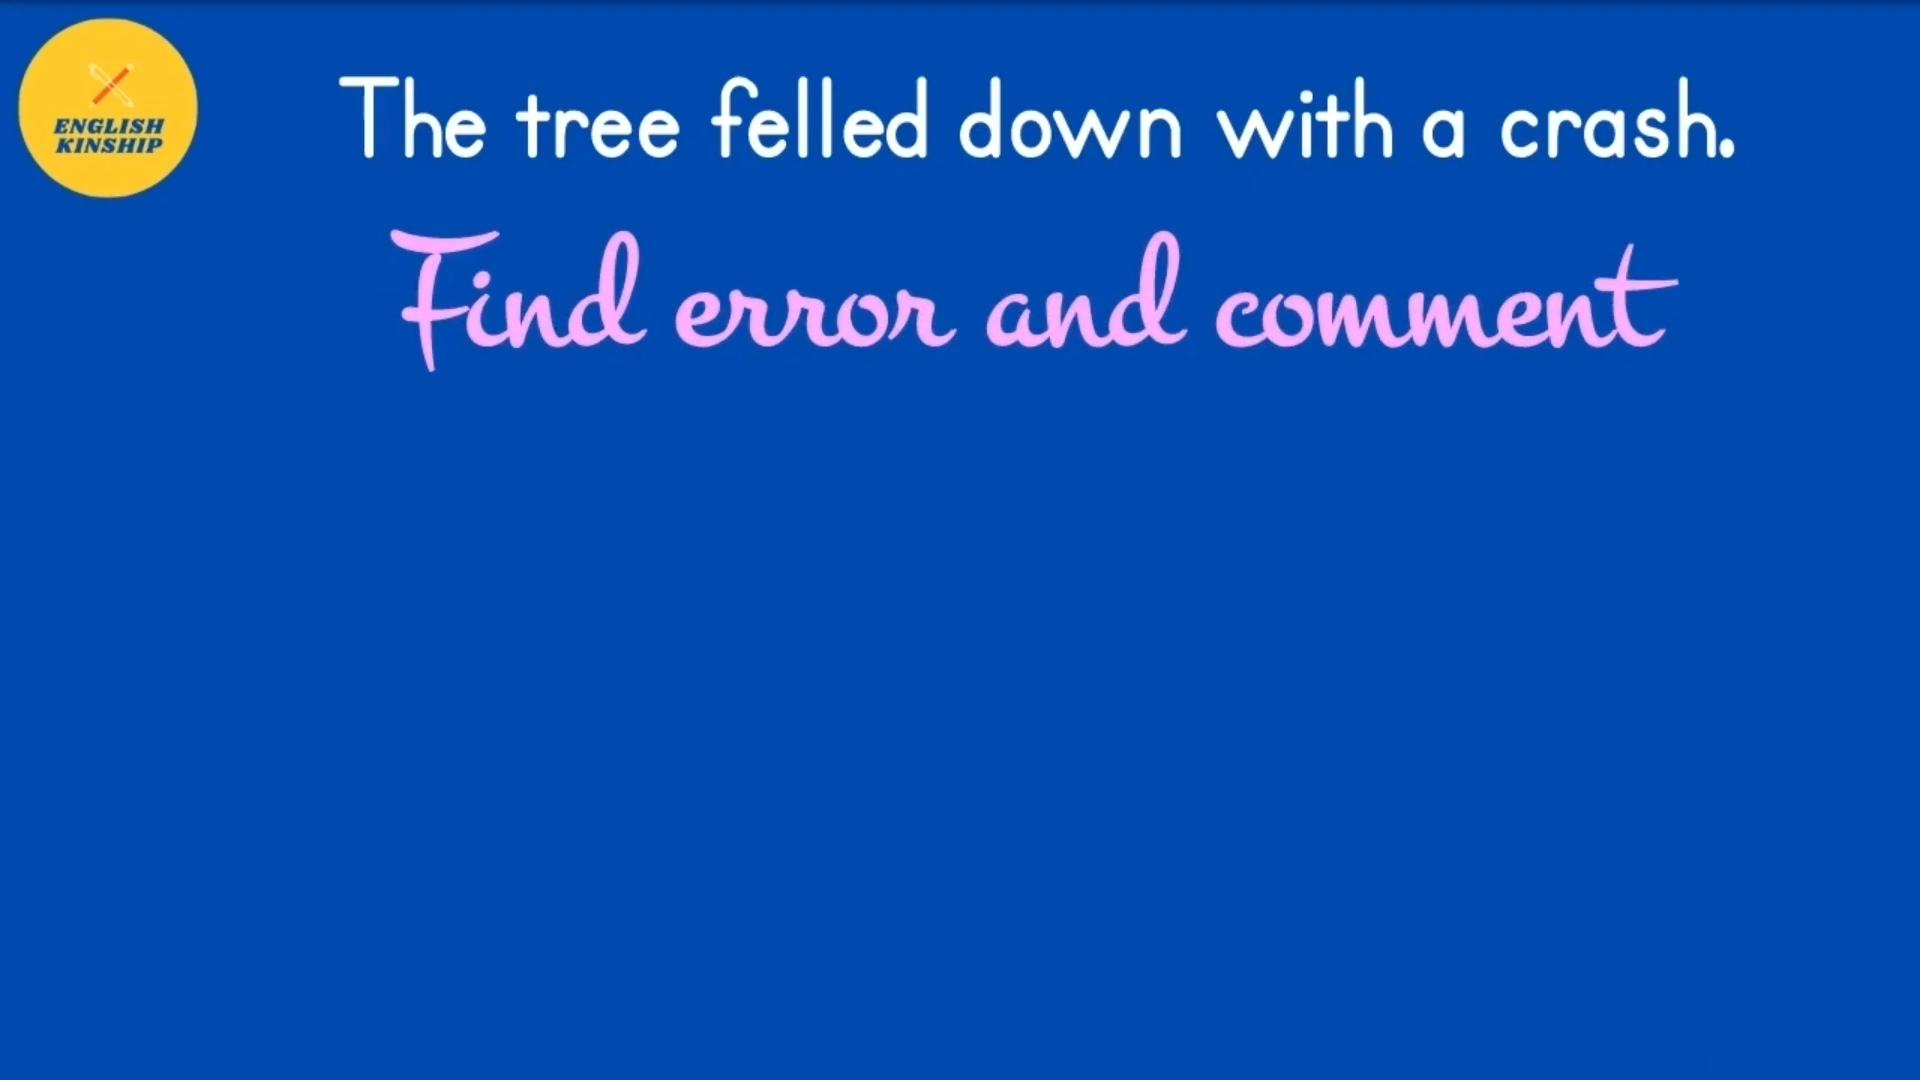 ENGLISH
KINSHIP
The tree felled down with a crash.
Find error and comment